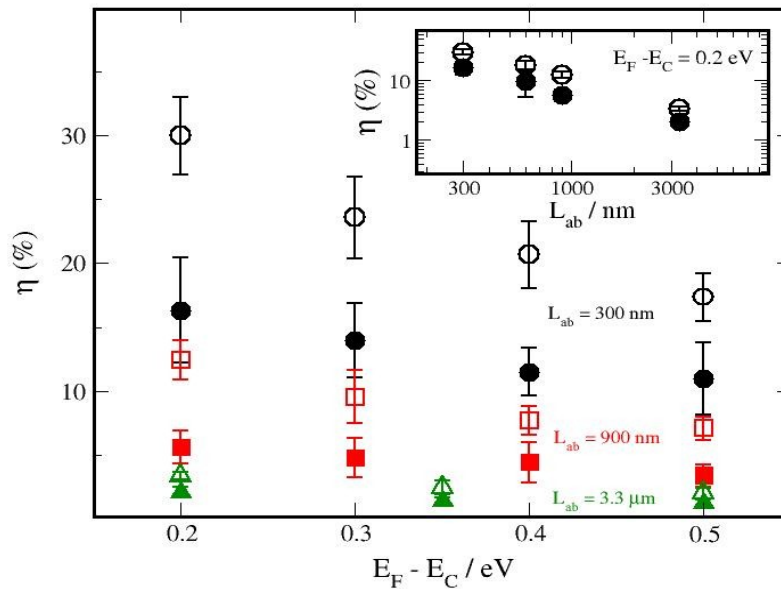 E_F - E_C = 0.2 eV
η (%)
10
1
300
1000
3000
L_ab / nm
η (%)
30
20
10
L_ab = 300 nm
L_ab = 900 nm
L_ab = 3.3 μm
0.2
0.3
0.4
0.5
E_F - E_C / eV